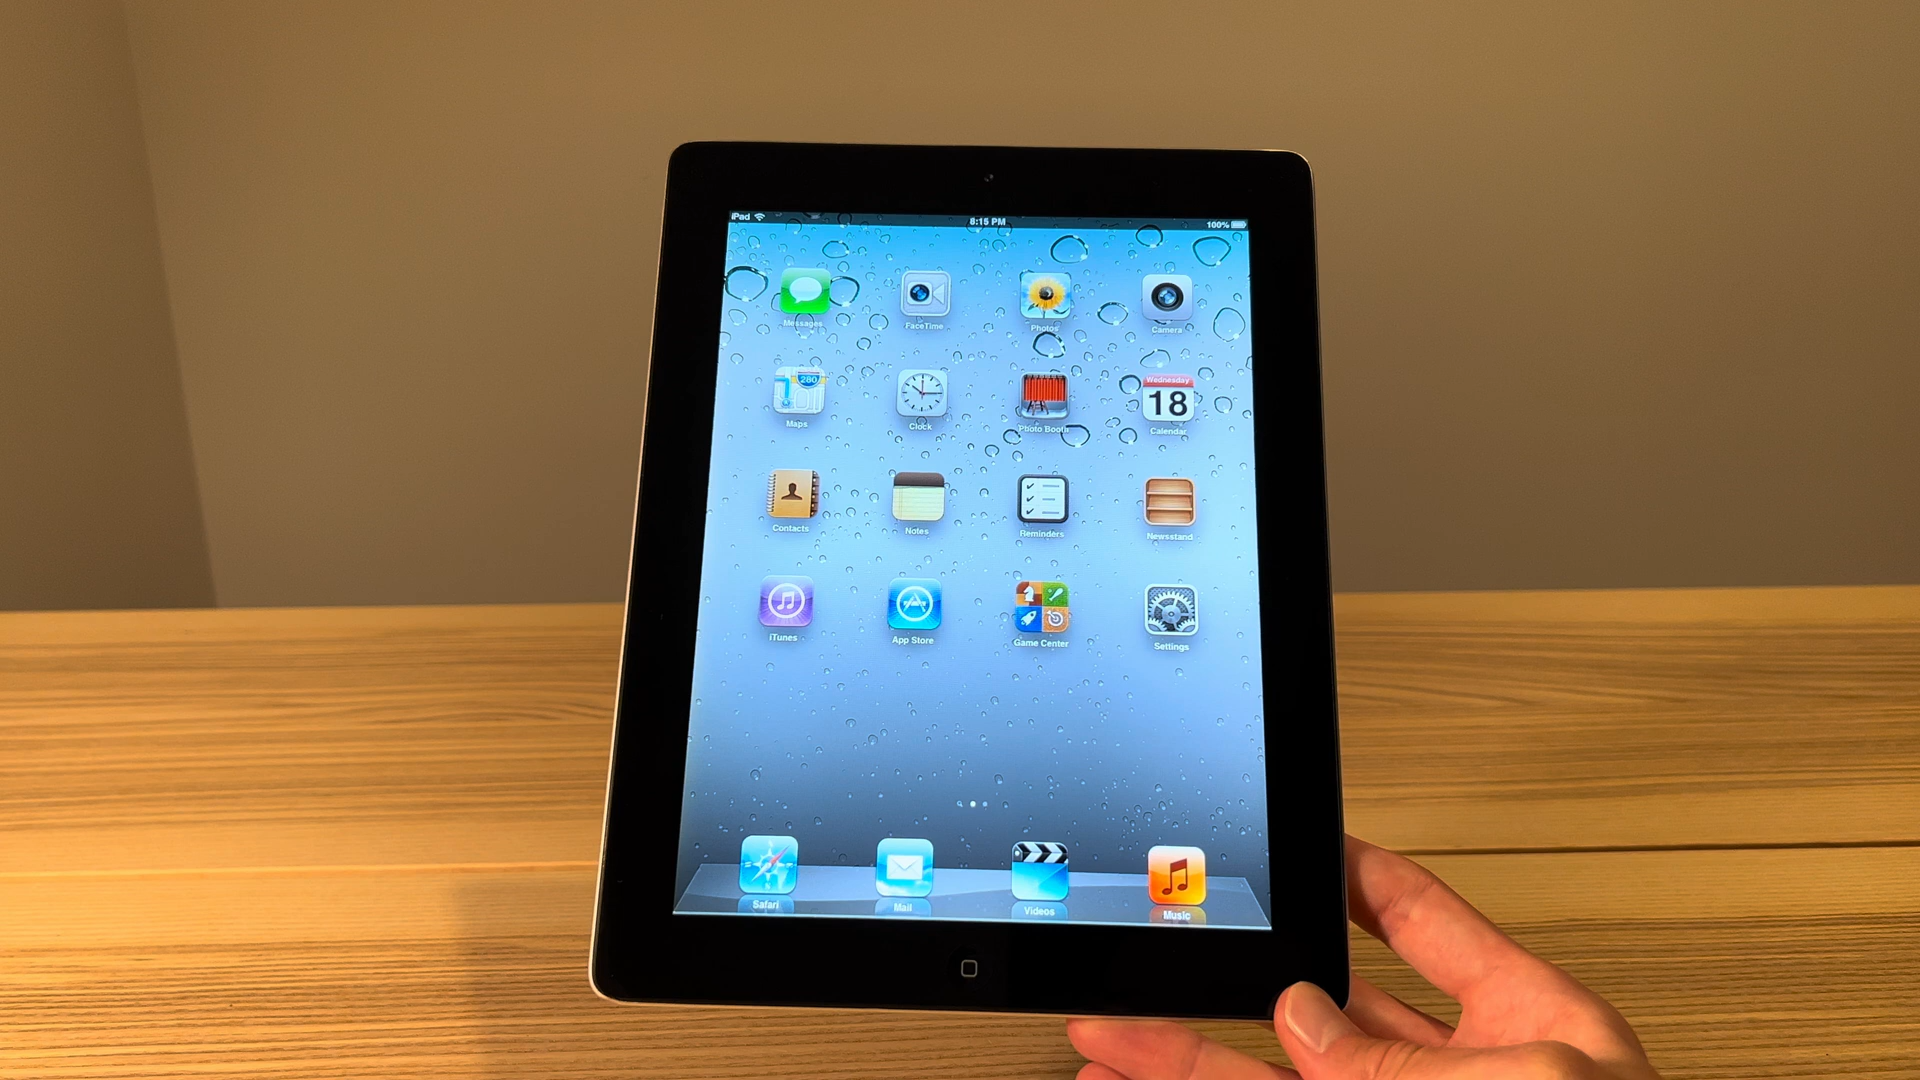 iPad 8:15 PM 100%
Messages FaceTime Photos Camera
280
Wednesday
18
Maps Clock Photo Booth Calendar
Contacts Notes Reminders Newsstand
iTunes App Store Game Center Settings
Safari Mail Videos Music